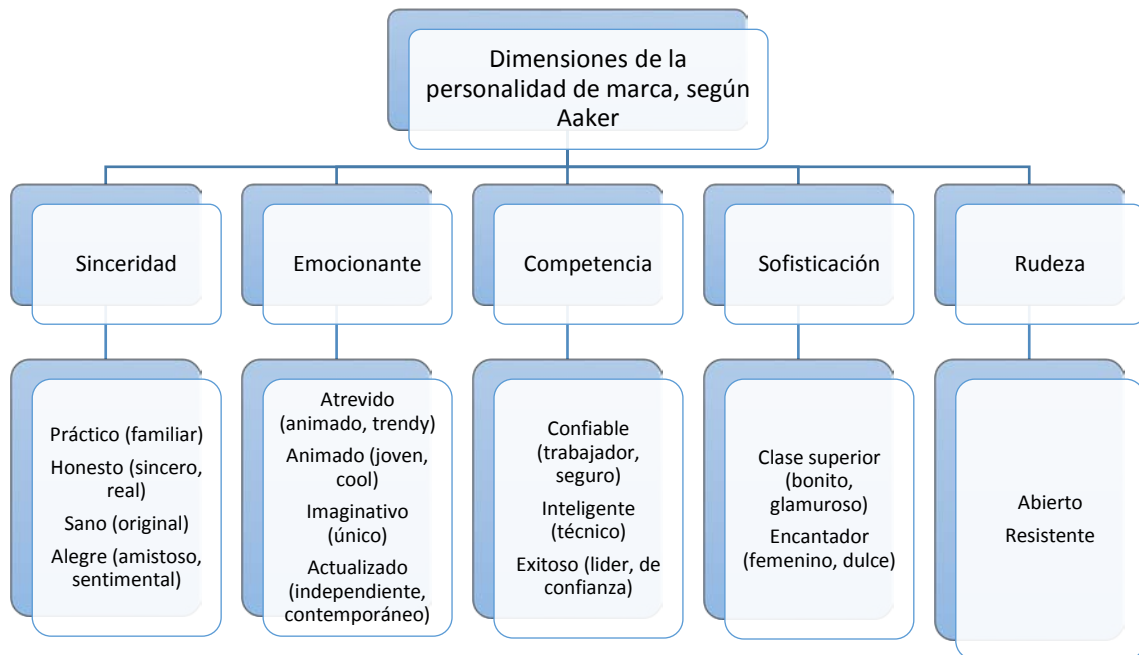 Dimensiones de la
personalidad de marca, según
Aaker
Sinceridad
Emocionante
Competencia
Sofisticación
Rudeza
Práctico (familiar)
Honesto (sincero,
real)
Sano (original)
Alegre (amistoso,
sentimental)
Atrevido
(animado, trendy)
Animado (joven,
cool)
Imaginativo
(único)
Actualizado
(independiente,
contemporáneo)
Confiable
(trabajador,
seguro)
Inteligente
(técnico)
Exitoso (lider, de
confianza)
Clase superior
(bonito,
glamuroso)
Encantador
(femenino, dulce)
Abierto
Resistente